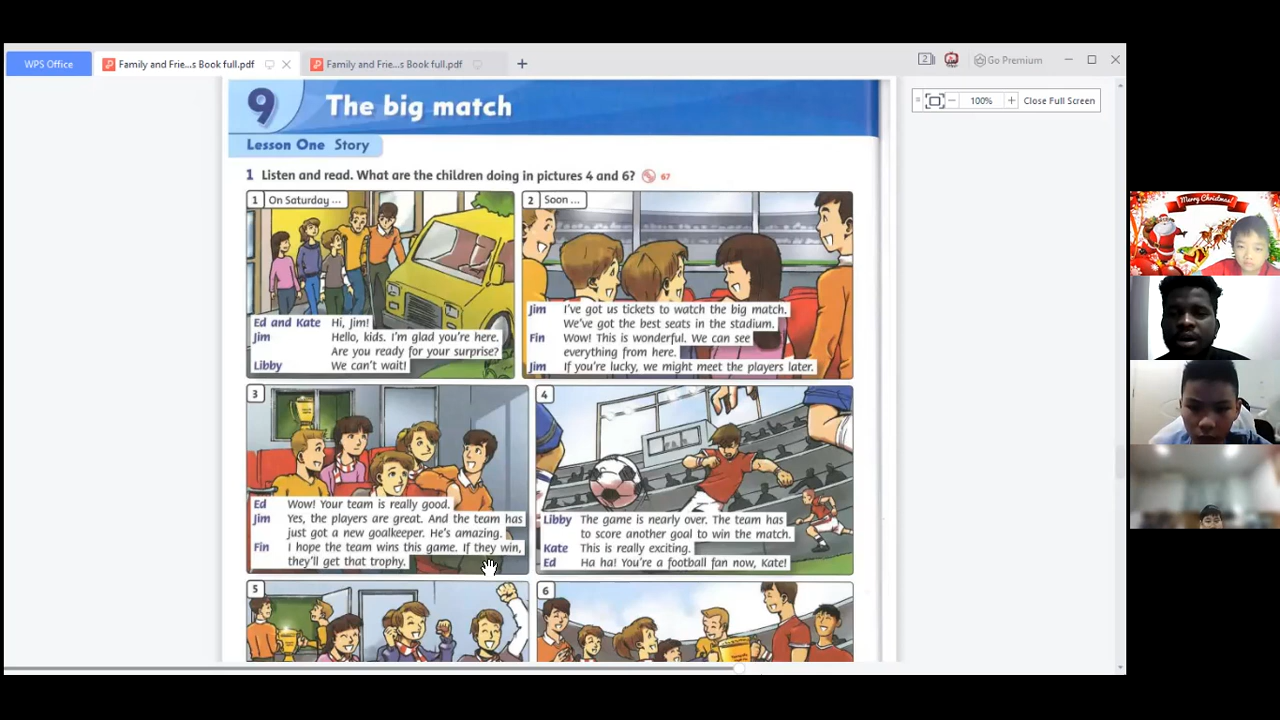 WPS Office
Family and Frie...s Book full.pdf
Family and Frie...s Book full.pdf
2
Go Premium
100%
Close Full Screen
9
The big match
Lesson One Story
1 Listen and read. What are the children doing in pictures 4 and 6? 67
1 On Saturday ...
Ed and Kate Hi, Jim!
Jim Hello, kids. I'm glad you're here.
Are you ready for your surprise?
Libby We can't wait!
2 Soon ...
Jim I've got us tickets to watch the big match.
We've got the best seats in the stadium.
Fin Wow! This is wonderful. We can see
everything from here.
Jim If you're lucky, we might meet the players later.
3
Ed Wow! Your team is really good.
Jim Yes, the players are great. And the team has
just got a new goalkeeper. He's amazing.
Fin I hope the team wins this game. If they win,
they'll get that trophy.
4
Libby The game is nearly over. The team has
to score another goal to win the match.
Kate This is really exciting.
Ed Ha ha! You're a football fan now, Kate!
5
6
Merry Christmas!